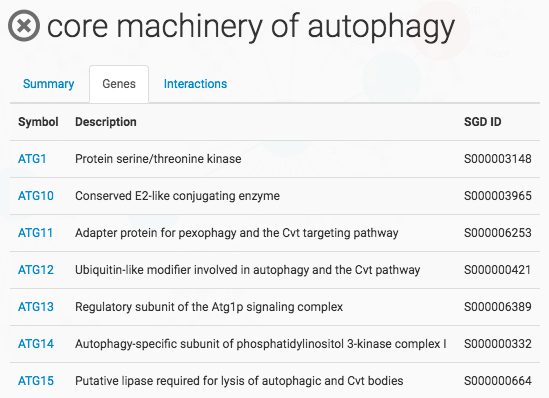 core machinery of autophagy
Summary Genes Interactions
Symbol Description SGD ID
ATG1 Protein serine/threonine kinase S000003148
ATG10 Conserved E2-like conjugating enzyme S000003965
ATG11 Adapter protein for pexophagy and the Cvt targeting pathway S000006253
ATG12 Ubiquitin-like modifier involved in autophagy and the Cvt pathway S000000421
ATG13 Regulatory subunit of the Atg1p signaling complex S000006389
ATG14 Autophagy-specific subunit of phosphatidylinositol 3-kinase complex I S000000332
ATG15 Putative lipase required for lysis of autophagic and Cvt bodies S000000664